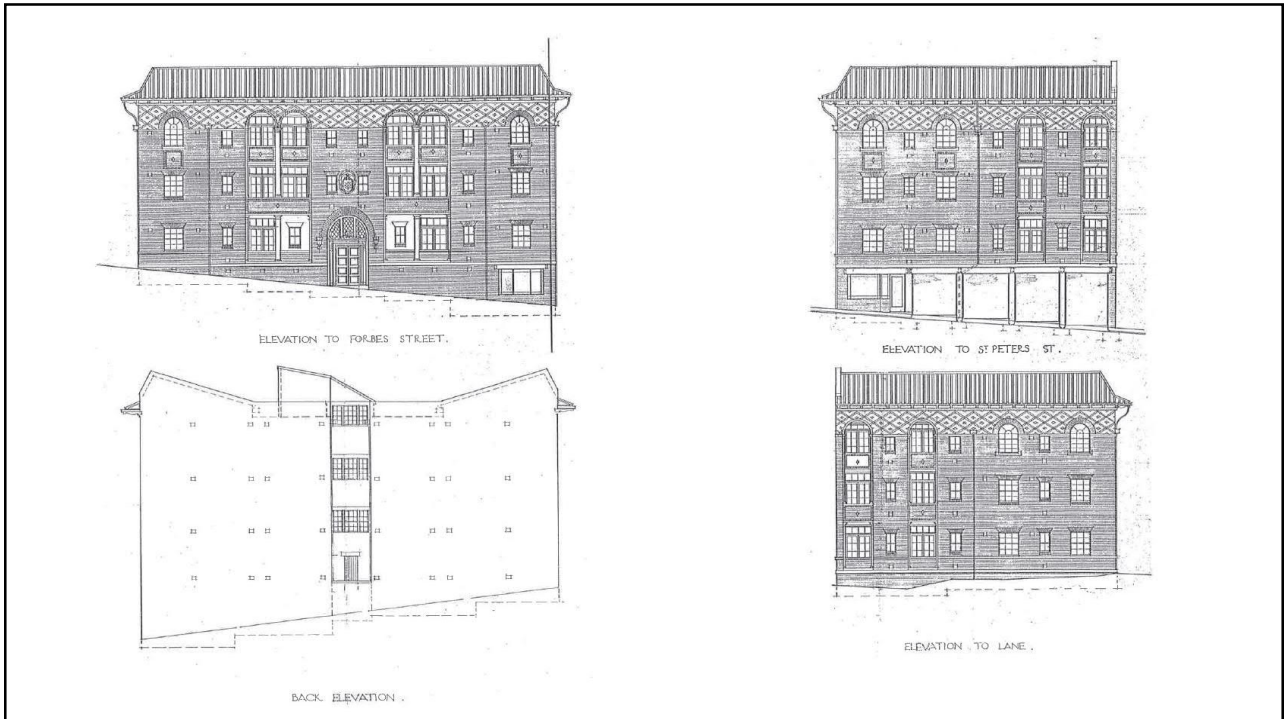 ELEVATION TO FORBES STREET.
ELEVATION TO ST PETERS ST.
BACK ELEVATION.
ELEVATION TO LANE.